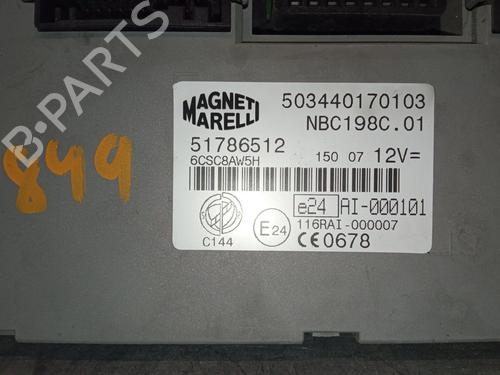 B-PARTS
849
MAGNETI
MARELLI
503440170103
NBC198C.01
51786512
6CSC8AW5H
150 07 12V=
e24 AI-000101
116RAI-000007
C144
E24
CE0678